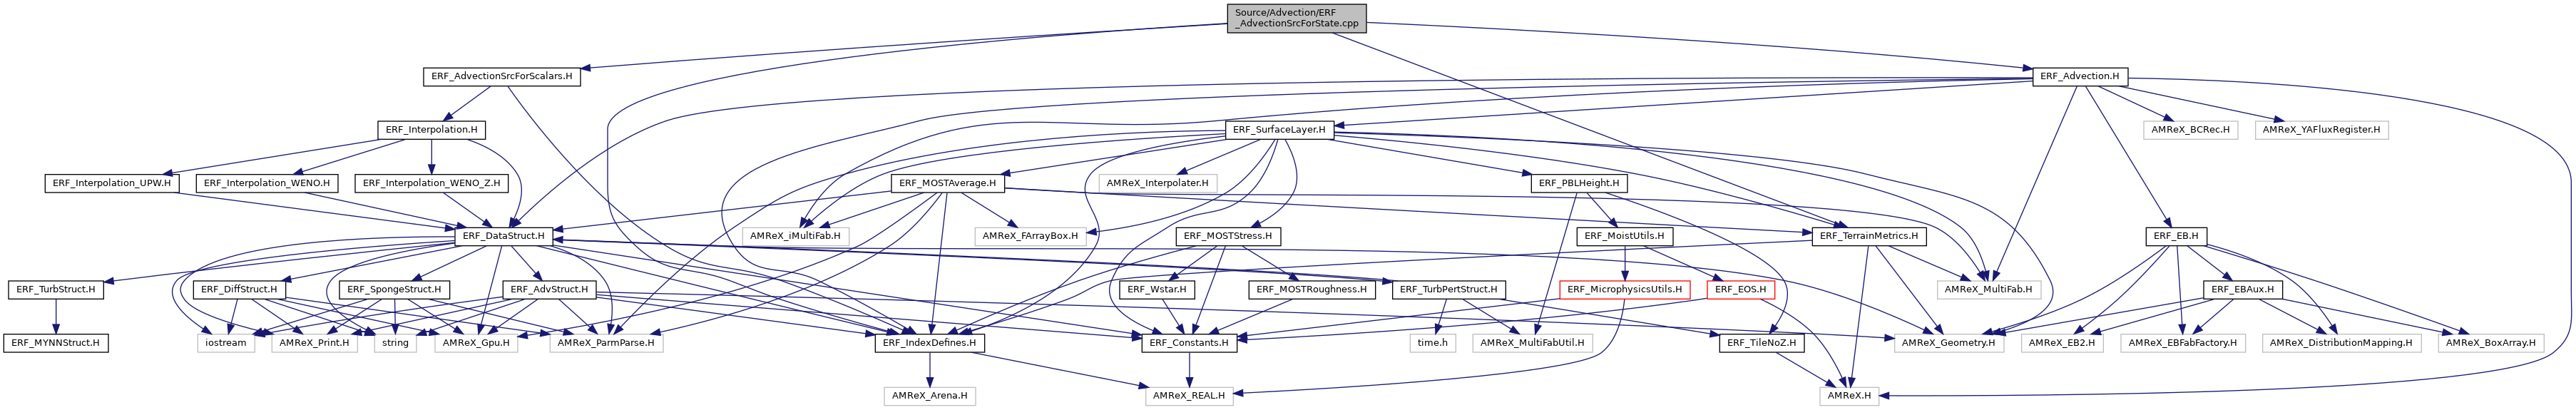 Source/Advection/ERF
_AdvectionSrcForState.cpp
ERF_AdvectionSrcForScalars.H
ERF_Advection.H
ERF_Interpolation.H
ERF_SurfaceLayer.H
AMReX_BCRec.H
AMReX_YAFluxRegister.H
ERF_Interpolation_UPW.H
ERF_Interpolation_WENO.H
ERF_Interpolation_WENO_Z.H
ERF_MOSTAverage.H
AMReX_Interpolater.H
ERF_PBLHeight.H
ERF_DataStruct.H
AMReX_iMultiFab.H
AMReX_FArrayBox.H
ERF_MOSTStress.H
ERF_MoistUtils.H
ERF_TerrainMetrics.H
ERF_EB.H
ERF_TurbStruct.H
ERF_DiffStruct.H
ERF_SpongeStruct.H
ERF_AdvStruct.H
ERF_Wstar.H
ERF_MOSTRoughness.H
ERF_TurbPertStruct.H
ERF_MicrophysicsUtils.H
ERF_EOS.H
AMReX_MultiFab.H
ERF_EBAux.H
ERF_MYNNStruct.H
iostream
AMReX_Print.H
string
AMReX_Gpu.H
AMReX_ParmParse.H
ERF_IndexDefines.H
ERF_Constants.H
time.h
AMReX_MultiFabUtil.H
ERF_TileNoZ.H
AMReX_Geometry.H
AMReX_EB2.H
AMReX_EBFabFactory.H
AMReX_DistributionMapping.H
AMReX_BoxArray.H
AMReX_Arena.H
AMReX_REAL.H
AMReX.H